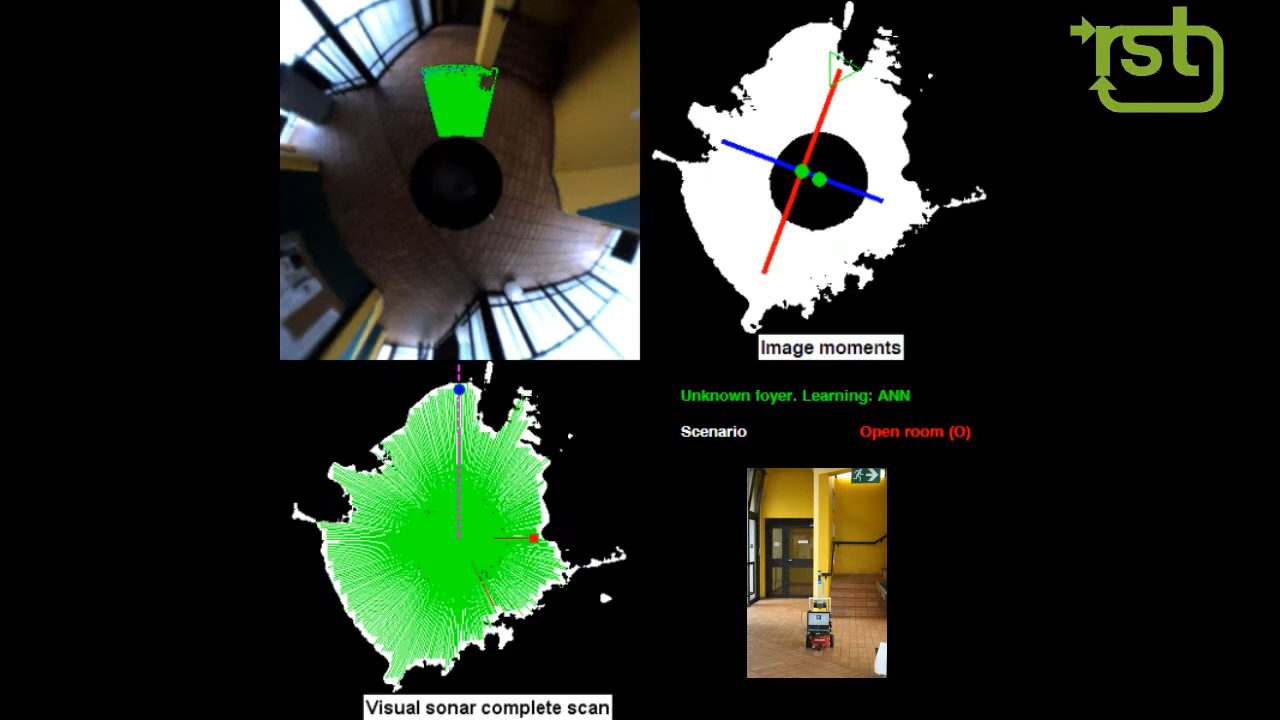 rst
Image moments
Unknown foyer. Learning: ANN
Scenario
Open room (O)
Visual sonar complete scan